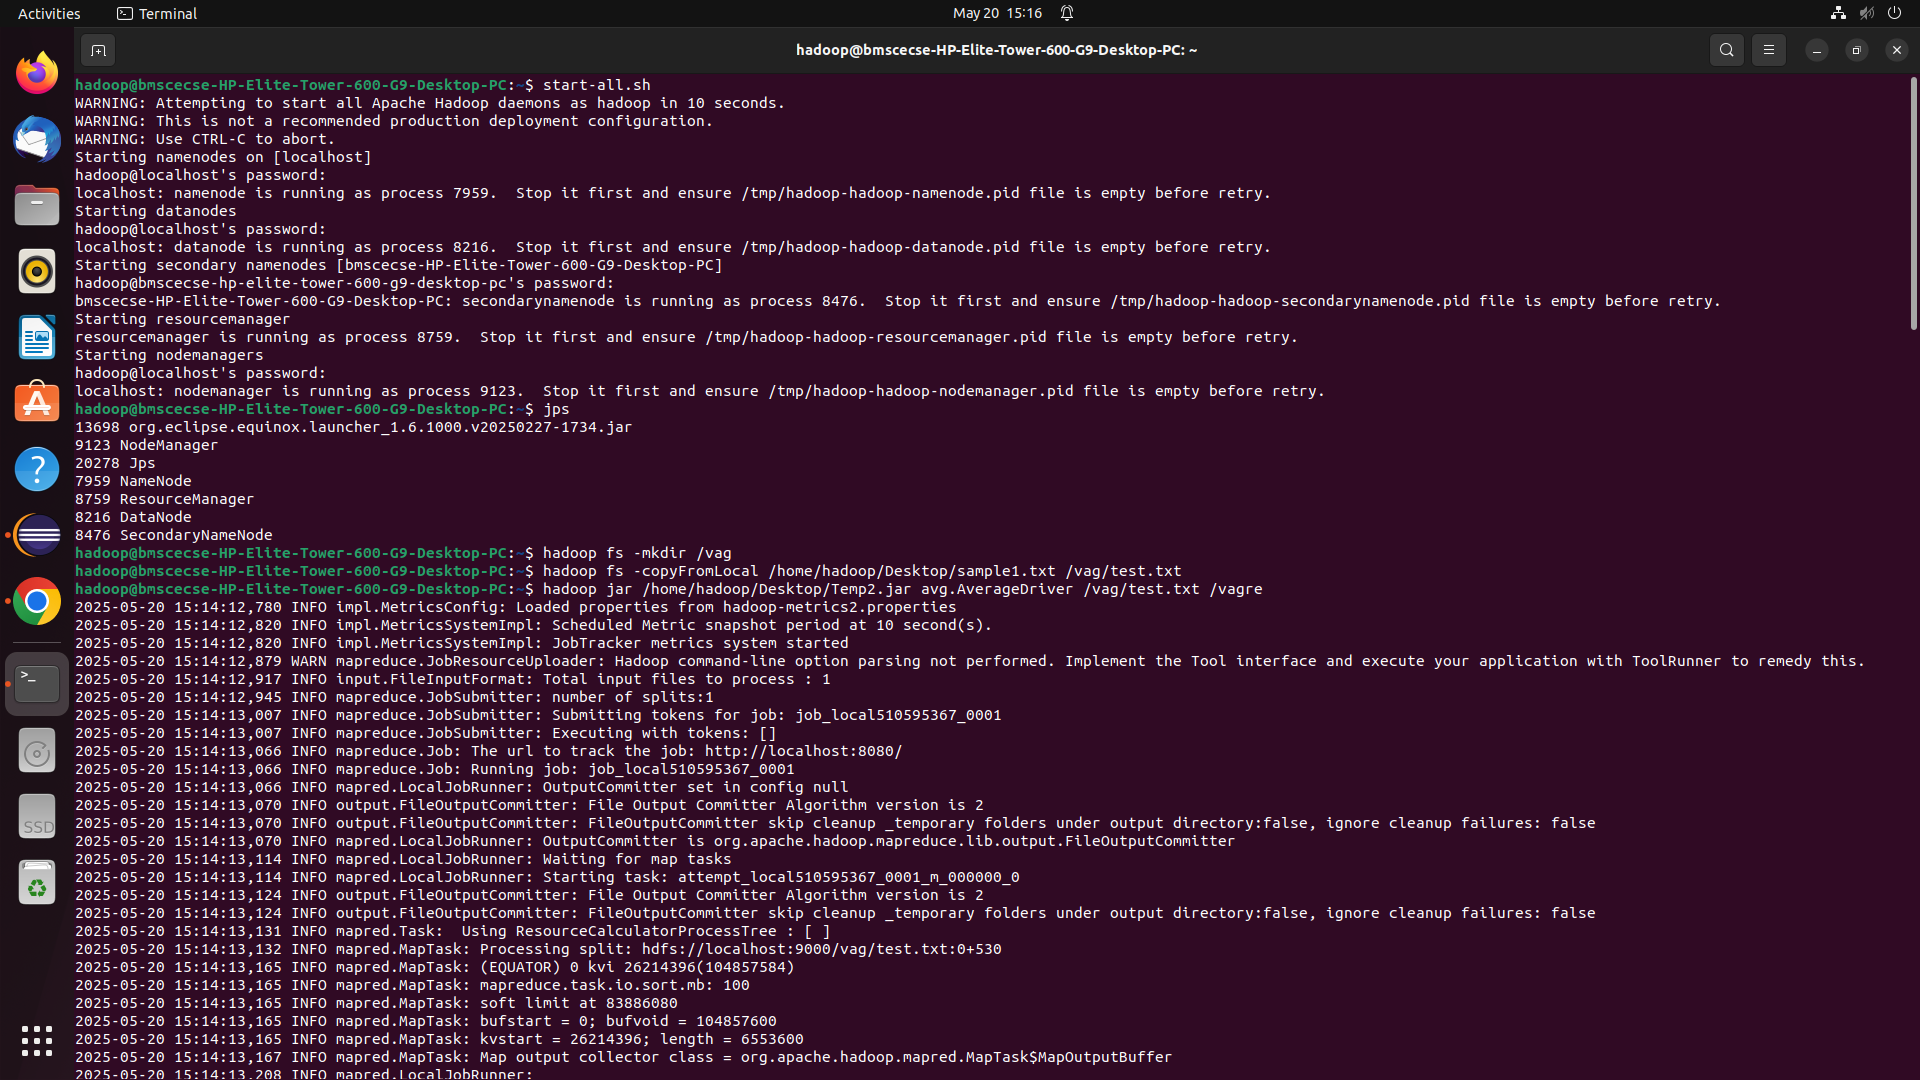 Activities
Terminal
May 20 15:16
hadoop@bmscecse-HP-Elite-Tower-600-G9-Desktop-PC: ~
hadoop@bmscecse-HP-Elite-Tower-600-G9-Desktop-PC:~$ start-all.sh
WARNING: Attempting to start all Apache Hadoop daemons as hadoop in 10 seconds.
WARNING: This is not a recommended production deployment configuration.
WARNING: Use CTRL-C to abort.
Starting namenodes on [localhost]
hadoop@localhost's password:
localhost: namenode is running as process 7959.  Stop it first and ensure /tmp/hadoop-hadoop-namenode.pid file is empty before retry.
Starting datanodes
hadoop@localhost's password:
localhost: datanode is running as process 8216.  Stop it first and ensure /tmp/hadoop-hadoop-datanode.pid file is empty before retry.
Starting secondary namenodes [bmscecse-HP-Elite-Tower-600-G9-Desktop-PC]
hadoop@bmscecse-hp-elite-tower-600-g9-desktop-pc's password:
bmscecse-HP-Elite-Tower-600-G9-Desktop-PC: secondarynamenode is running as process 8476.  Stop it first and ensure /tmp/hadoop-hadoop-secondarynamenode.pid file is empty before retry.
Starting resourcemanager
resourcemanager is running as process 8759.  Stop it first and ensure /tmp/hadoop-hadoop-resourcemanager.pid file is empty before retry.
Starting nodemanagers
hadoop@localhost's password:
localhost: nodemanager is running as process 9123.  Stop it first and ensure /tmp/hadoop-hadoop-nodemanager.pid file is empty before retry.
hadoop@bmscecse-HP-Elite-Tower-600-G9-Desktop-PC:~$ jps
13698 org.eclipse.equinox.launcher_1.6.1000.v20250227-1734.jar
9123 NodeManager
20278 Jps
7959 NameNode
8759 ResourceManager
8216 DataNode
8476 SecondaryNameNode
hadoop@bmscecse-HP-Elite-Tower-600-G9-Desktop-PC:~$ hadoop fs -mkdir /vag
hadoop@bmscecse-HP-Elite-Tower-600-G9-Desktop-PC:~$ hadoop fs -copyFromLocal /home/hadoop/Desktop/sample1.txt /vag/test.txt
hadoop@bmscecse-HP-Elite-Tower-600-G9-Desktop-PC:~$ hadoop jar /home/hadoop/Desktop/Temp2.jar avg.AverageDriver /vag/test.txt /vagre
2025-05-20 15:14:12,780 INFO impl.MetricsConfig: Loaded properties from hadoop-metrics2.properties
2025-05-20 15:14:12,820 INFO impl.MetricsSystemImpl: Scheduled Metric snapshot period at 10 second(s).
2025-05-20 15:14:12,820 INFO impl.MetricsSystemImpl: JobTracker metrics system started
2025-05-20 15:14:12,879 WARN mapreduce.JobResourceUploader: Hadoop command-line option parsing not performed. Implement the Tool interface and execute your application with ToolRunner to remedy this.
2025-05-20 15:14:12,917 INFO input.FileInputFormat: Total input files to process : 1
2025-05-20 15:14:12,945 INFO mapreduce.JobSubmitter: number of splits:1
2025-05-20 15:14:13,007 INFO mapreduce.JobSubmitter: Submitting tokens for job: job_local510595367_0001
2025-05-20 15:14:13,007 INFO mapreduce.JobSubmitter: Executing with tokens: []
2025-05-20 15:14:13,066 INFO mapreduce.Job: The url to track the job: http://localhost:8080/
2025-05-20 15:14:13,066 INFO mapreduce.Job: Running job: job_local510595367_0001
2025-05-20 15:14:13,066 INFO mapred.LocalJobRunner: OutputCommitter set in config null
2025-05-20 15:14:13,070 INFO output.FileOutputCommitter: File Output Committer Algorithm version is 2
2025-05-20 15:14:13,070 INFO output.FileOutputCommitter: FileOutputCommitter skip cleanup _temporary folders under output directory:false, ignore cleanup failures: false
2025-05-20 15:14:13,070 INFO mapred.LocalJobRunner: OutputCommitter is org.apache.hadoop.mapreduce.lib.output.FileOutputCommitter
2025-05-20 15:14:13,114 INFO mapred.LocalJobRunner: Waiting for map tasks
2025-05-20 15:14:13,114 INFO mapred.LocalJobRunner: Starting task: attempt_local510595367_0001_m_000000_0
2025-05-20 15:14:13,124 INFO output.FileOutputCommitter: File Output Committer Algorithm version is 2
2025-05-20 15:14:13,124 INFO output.FileOutputCommitter: FileOutputCommitter skip cleanup _temporary folders under output directory:false, ignore cleanup failures: false
2025-05-20 15:14:13,131 INFO mapred.Task:  Using ResourceCalculatorProcessTree : [ ]
2025-05-20 15:14:13,132 INFO mapred.MapTask: Processing split: hdfs://localhost:9000/vag/test.txt:0+530
2025-05-20 15:14:13,165 INFO mapred.MapTask: (EQUATOR) 0 kvi 26214396(104857584)
2025-05-20 15:14:13,165 INFO mapred.MapTask: mapreduce.task.io.sort.mb: 100
2025-05-20 15:14:13,165 INFO mapred.MapTask: soft limit at 83886080
2025-05-20 15:14:13,165 INFO mapred.MapTask: bufstart = 0; bufvoid = 104857600
2025-05-20 15:14:13,165 INFO mapred.MapTask: kvstart = 26214396; length = 6553600
2025-05-20 15:14:13,167 INFO mapred.MapTask: Map output collector class = org.apache.hadoop.mapred.MapTask$MapOutputBuffer
2025-05-20 15:14:13,208 INFO mapred.LocalJobRunner:
SSD